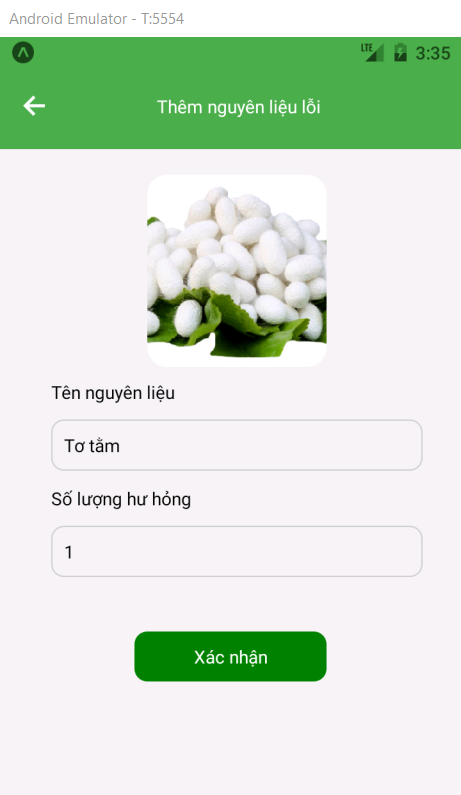 Android Emulator - T:5554
LTE 3:35
Thêm nguyên liệu lỗi
Tên nguyên liệu
Tơ tằm
Số lượng hư hỏng
1
Xác nhận